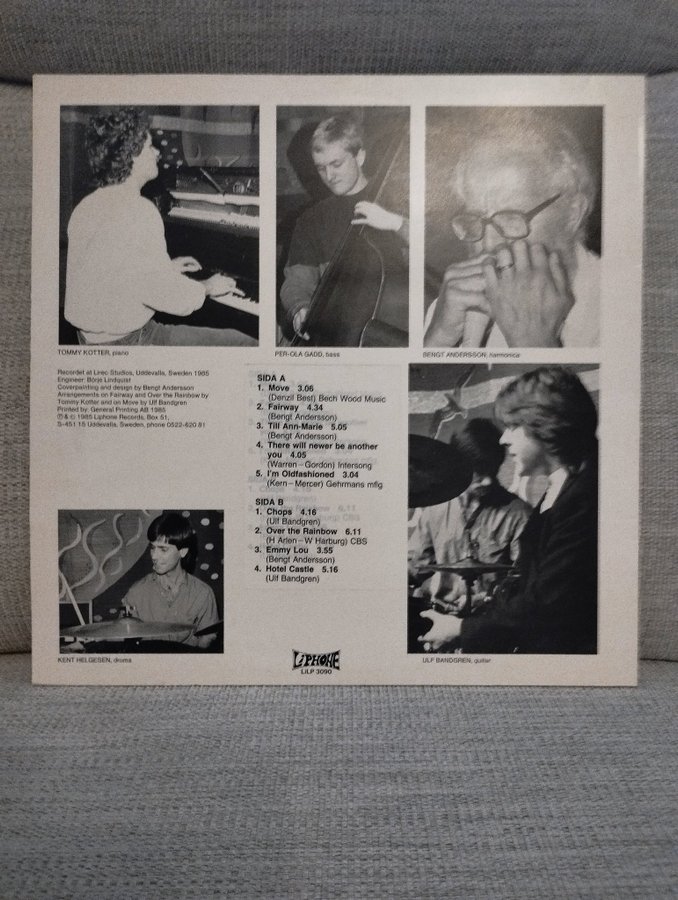 TOMMY KOTTER, piano
PER-OLA GADD, bass
BENGT ANDERSSON, harmonica
Recordet at Lirec Studios, Uddevalla, Sweden 1985
Engineer: Börje Lindquist
Coverpainting and design by Bengt Andersson
Arrangements on Fairway and Over the Rainbow by
Tommy Kotter and on Move by Ulf Bandgren
Printed by: General Printing AB 1985
℗ & © 1985 Liphone Records, Box 51,
S-451 15 Uddevalla, Sweden, phone 0522-620 81
SIDA A
1. Move 3.06
(Denzil Best) Bech Wood Music
2. Fairway 4.34
(Bengt Andersson)
3. Till Ann-Marie 5.05
(Bengt Andersson)
4. There will newer be another
you 4.05
(Warren–Gordon) Intersong
5. I'm Oldfashioned 3.04
(Kern–Mercer) Gehrmans mflg
SIDA B
1. Chops 4.16
(Ulf Bandgren)
2. Over the Rainbow 6.11
(H Arlen–W Harburg) CBS
3. Emmy Lou 3.55
(Bengt Andersson)
4. Hotel Castle 5.16
(Ulf Bandgren)
KENT HELGESEN, drums
LIPHONE
LiLP 3090
ULF BANDGREN, guitar